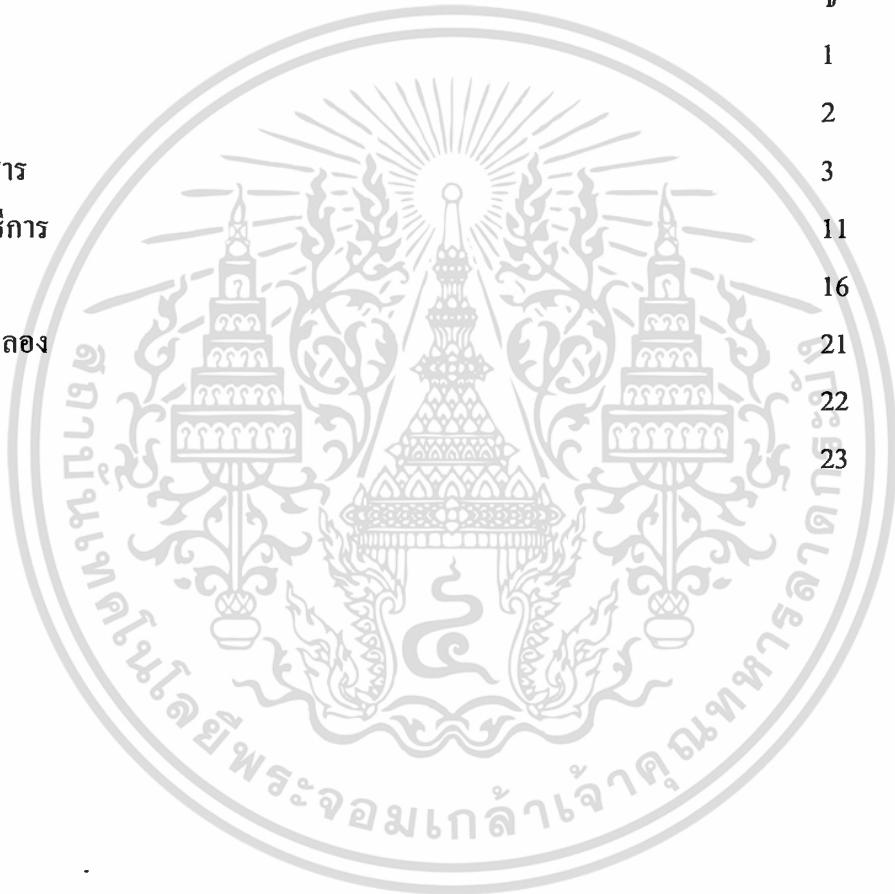 1
2
าร 3
ธีการ 11
16
ลอง 21
22
23
สถาบันเทคโนโลยีพระจอมเกล้าเจ้าคุณทหารลาดกระบัง